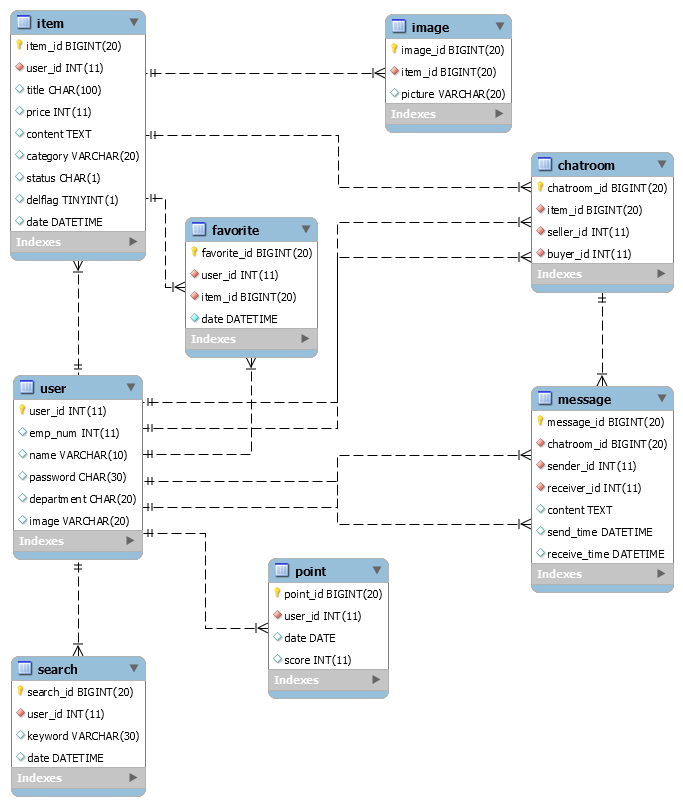 item
item_id BIGINT(20)
user_id INT(11)
title CHAR(100)
price INT(11)
content TEXT
category VARCHAR(20)
status CHAR(1)
delflag TINYINT(1)
date DATETIME
Indexes
image
image_id BIGINT(20)
item_id BIGINT(20)
picture VARCHAR(20)
Indexes
chatroom
chatroom_id BIGINT(20)
item_id BIGINT(20)
seller_id INT(11)
buyer_id INT(11)
Indexes
favorite
favorite_id BIGINT(20)
user_id INT(11)
item_id BIGINT(20)
date DATETIME
Indexes
user
user_id INT(11)
emp_num INT(11)
name VARCHAR(10)
password CHAR(30)
department CHAR(20)
image VARCHAR(20)
Indexes
message
message_id BIGINT(20)
chatroom_id BIGINT(20)
sender_id INT(11)
receiver_id INT(11)
content TEXT
send_time DATETIME
receive_time DATETIME
Indexes
point
point_id BIGINT(20)
user_id INT(11)
date DATE
score INT(11)
Indexes
search
search_id BIGINT(20)
user_id INT(11)
keyword VARCHAR(30)
date DATETIME
Indexes